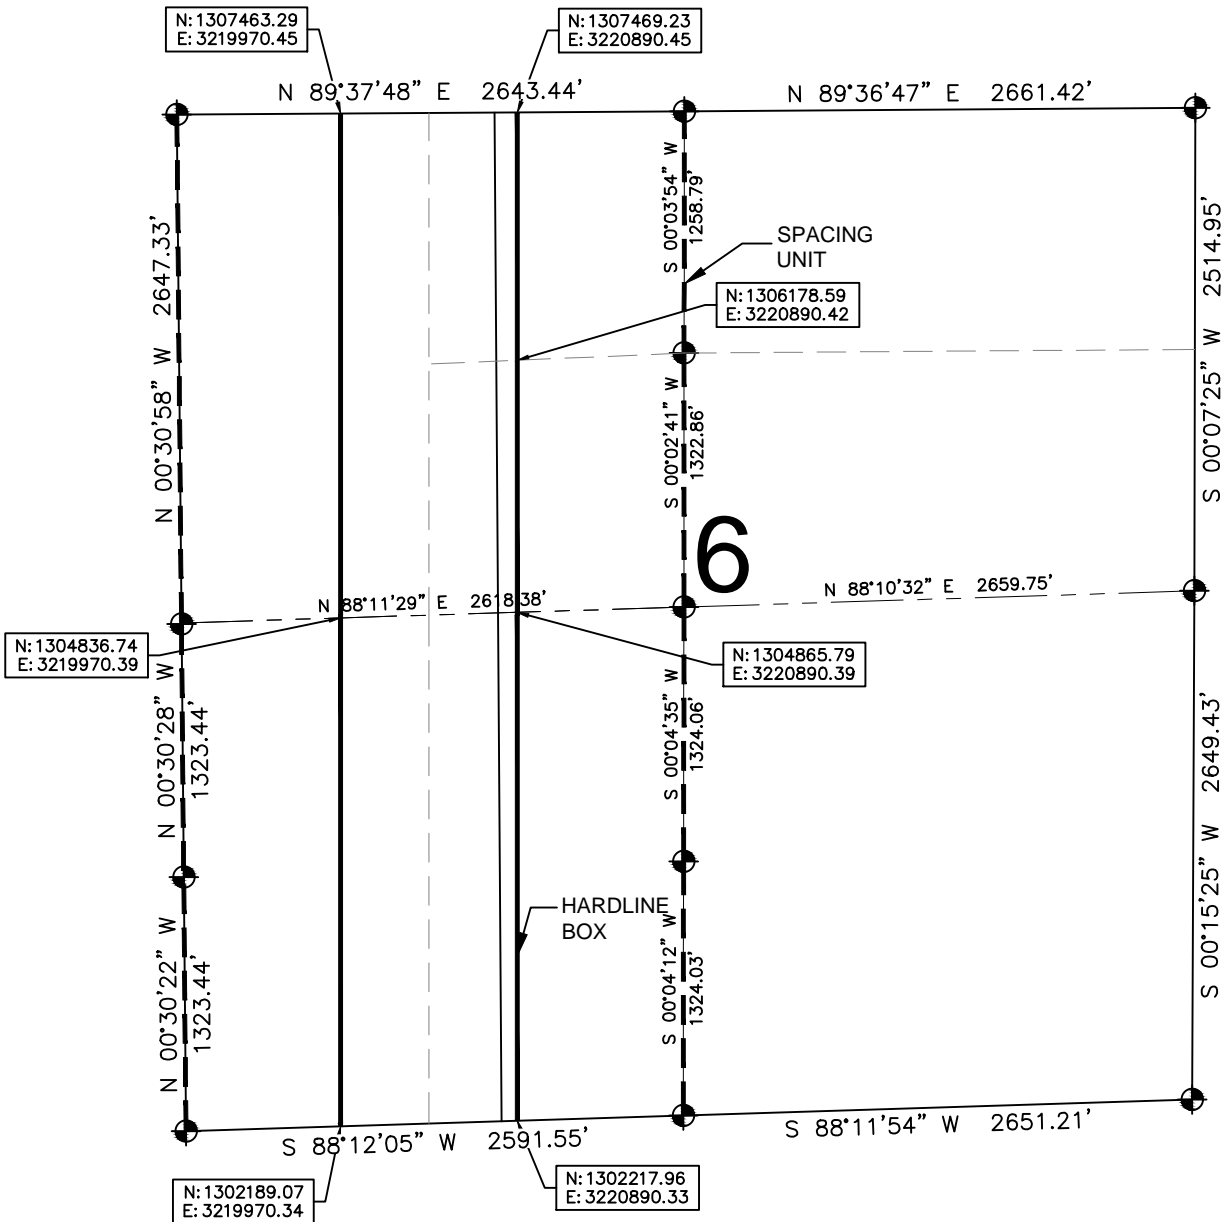 N:1307463.29
E:3219970.45
N:1307469.23
E:3220890.45
N 89°37'48" E 2643.44'
N 89°36'47" E 2661.42'
N 00°30'58" W 2647.33'
S 00°03'54" W
1258.79'
SPACING
UNIT
N:1306178.59
E:3220890.42
S 00°07'25" W 2514.95'
S 00°02'41" W
1322.86'
6
N 88°11'29" E 2618.38'
N 88°10'32" E 2659.75'
N:1304836.74
E:3219970.39
N:1304865.79
E:3220890.39
N 00°30'28" W
1323.44'
S 00°04'35" W
1324.06'
S 00°15'25" W 2649.43'
HARDLINE
BOX
N 00°30'22" W
1323.44'
S 00°04'12" W
1324.03'
S 88°12'05" W 2591.55'
S 88°11'54" W 2651.21'
N:1302189.07
E:3219970.34
N:1302217.96
E:3220890.33